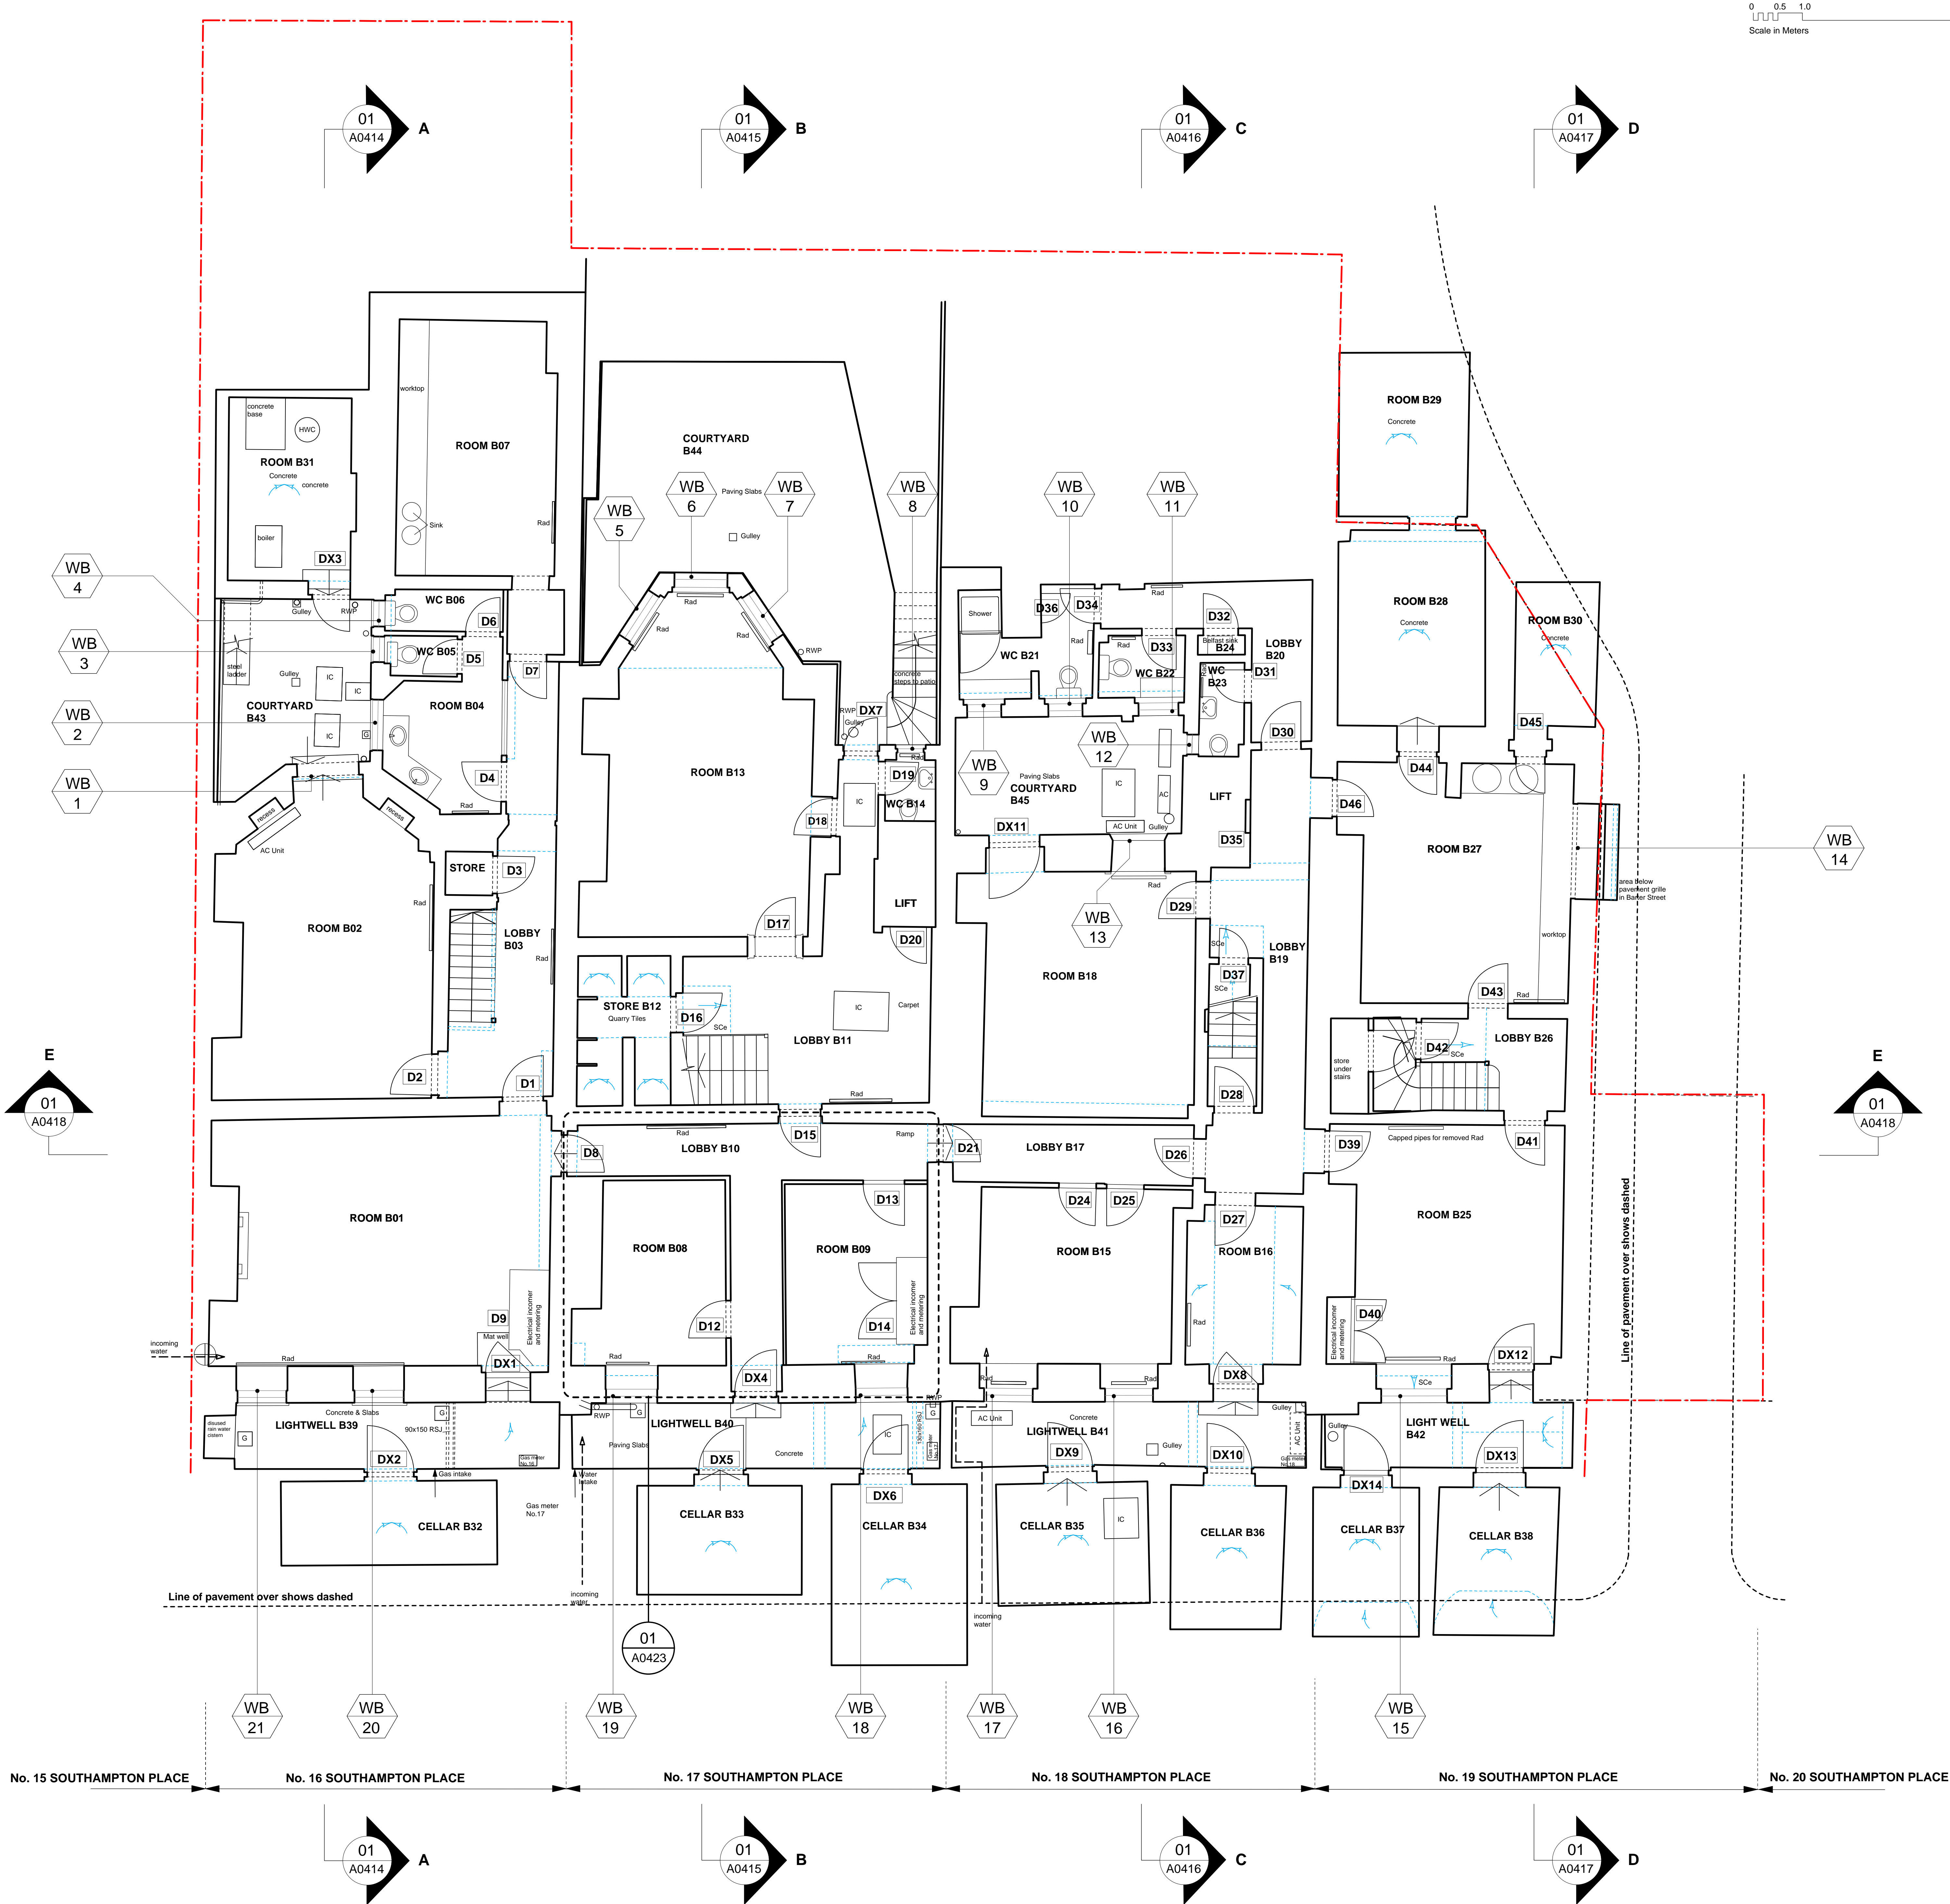 0 0.5 1.0
Scale in Meters
01
A0414
A
01
A0415
B
01
A0416
C
01
A0417
D
ROOM B29
Concrete
concrete
base
HWC
ROOM B31
Concrete
concrete
boiler
DX3
worktop
ROOM B07
Sink
Rad
COURTYARD
B44
Paving Slabs
Gulley
WB
5
WB
6
WB
7
WB
8
WB
10
WB
11
WB
4
WB
3
WB
2
WB
1
Gulley
RWP
WC B06
D6
WC B05
D5
D7
steel
ladder
Gulley
IC
IC
IC
G
COURTYARD
B43
ROOM B04
D4
Rad
recess
recess
AC Unit
STORE
D3
ROOM B02
Rad
LOBBY
B03
Rad
D2
D1
Rad
Rad
Rad
RWP
concrete
steps to patio
RWP
DX7
Gulley
Rad
D19
WC B14
IC
D18
ROOM B13
LIFT
D17
D20
STORE B12
Quarry Tiles
D16
SCe
IC
Carpet
LOBBY B11
Rad
Shower
D36
D34
Rad
D32
Rad
WC B21
Rad
D33
WC B22
Belfast sink
B24
LOBBY
B20
Rad
WC
B23
D31
D30
WB
12
WB
9
Paving Slabs
COURTYARD
B45
IC
AC
AC Unit
Gulley
LIFT
D35
DX11
Rad
WB
13
D29
ROOM B18
SCe
D37
SCe
LOBBY
B19
D28
ROOM B28
Concrete
ROOM B30
Concrete
D45
D44
D46
ROOM B27
WB
14
area below
pavement grille
in Barter Street
worktop
D43
Rad
LOBBY B26
D42
SCe
store
under
stairs
E
01
A0418
E
01
A0418
D8
Rad
LOBBY B10
D15
Ramp
D21
LOBBY B17
D26
D39
Capped pipes for removed Rad
D41
ROOM B01
D13
D24
D25
D27
ROOM B08
ROOM B09
ROOM B15
ROOM B16
ROOM B25
Line of pavement over shows dashed
D9
Mat well
Electrical incomer
and metering
DX1
Rad
D12
Rad
DX4
D14
Electrical incomer
and metering
Rad
Rad
Rad
Rad
DX8
D40
Electrical incomer
and metering
Rad
DX12
SCe
incoming
water
disused
rain water
cistern
G
Concrete & Slabs
LIGHTWELL B39
G
90x150 RSJ
DX2
Gas meter
No.16
Gas intake
RWP
G
LIGHTWELL B40
Paving Slabs
Concrete
DX5
IC
RWP
G
90x150 RSJ
Gas meter
No.17
AC Unit
Concrete
LIGHTWELL B41
DX9
Gulley
DX10
Gulley
AC Unit
Gas meter
No.18
Gulley
LIGHT WELL
B42
DX14
DX13
Water
Intake
Gas meter
No.17
DX6
CELLAR B32
CELLAR B33
CELLAR B34
CELLAR B35
IC
CELLAR B36
CELLAR B37
CELLAR B38
Line of pavement over shows dashed
incoming
water
incoming
water
01
A0423
WB
21
WB
20
WB
19
WB
18
WB
17
WB
16
WB
15
No. 15 SOUTHAMPTON PLACE
No. 16 SOUTHAMPTON PLACE
No. 17 SOUTHAMPTON PLACE
No. 18 SOUTHAMPTON PLACE
No. 19 SOUTHAMPTON PLACE
No. 20 SOUTHAMPTON PLACE
01
A0414
A
01
A0415
B
01
A0416
C
01
A0417
D